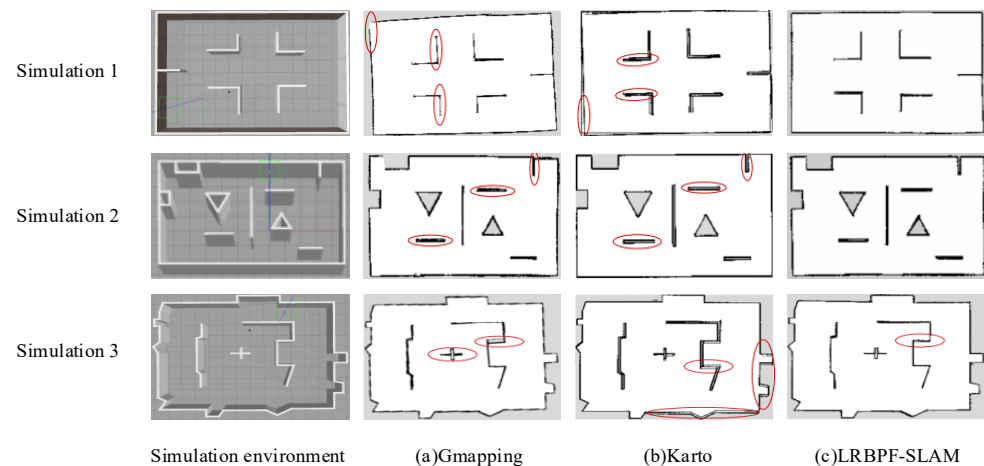 Simulation 1
Simulation 2
Simulation 3
Simulation environment
(a)Gmapping
(b)Karto
(c)LRBPF-SLAM